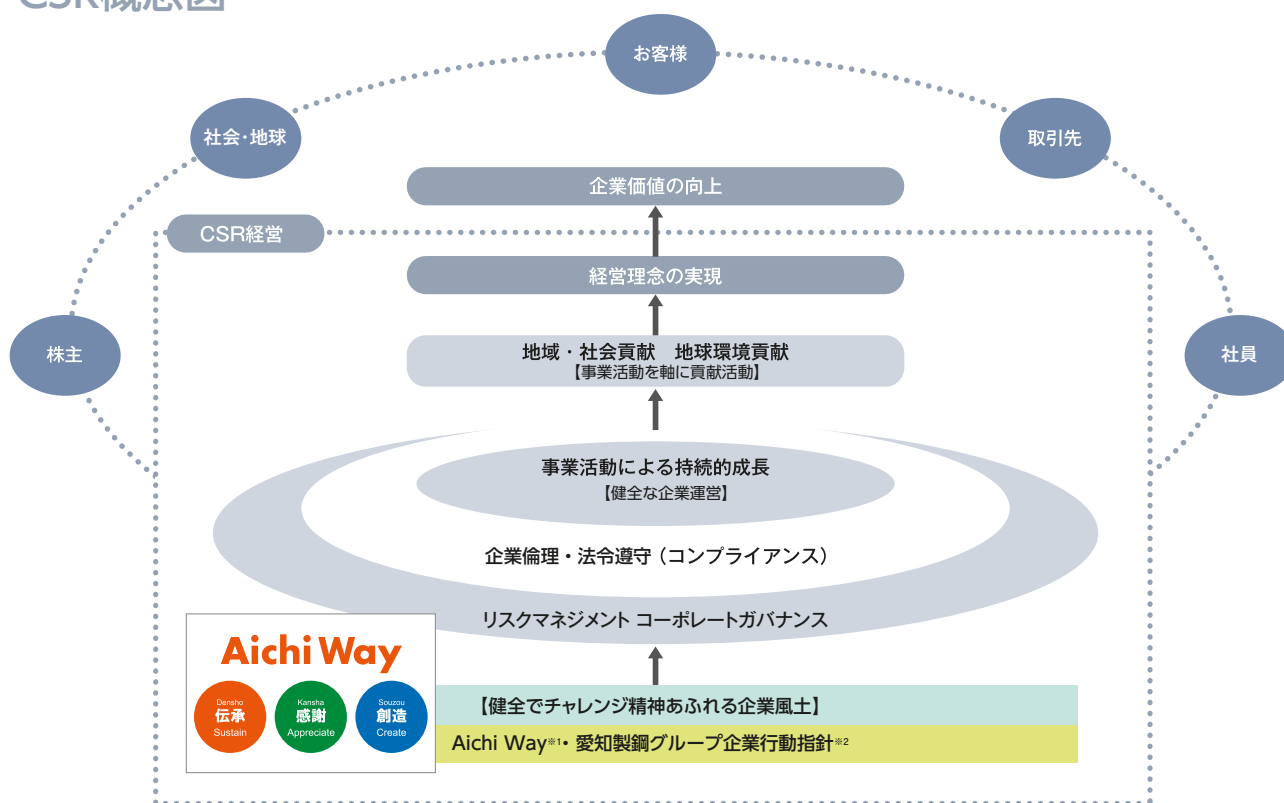 CSR概念図
お客様
社会・地球
取引先
企業価値の向上
CSR経営
経営理念の実現
株主
地域・社会貢献　地球環境貢献
【事業活動を軸に貢献活動】
社員
事業活動による持続的成長
【健全な企業運営】
企業倫理・法令遵守（コンプライアンス）
リスクマネジメント コーポレートガバナンス
Aichi Way
Densho
伝承
Sustain
Kansha
感謝
Appreciate
Souzou
創造
Create
【健全でチャレンジ精神あふれる企業風土】
Aichi Way※1・愛知製鋼グループ企業行動指針※2